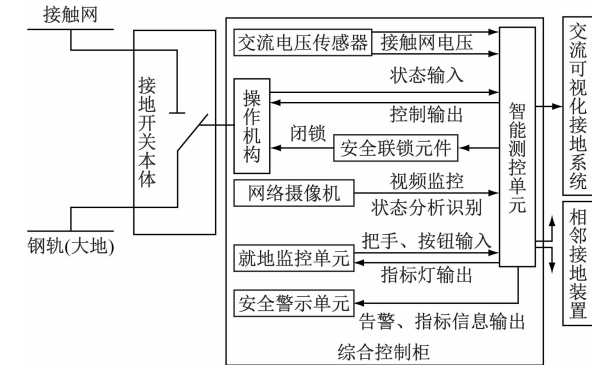 接触网
接地开关本体
钢轨(大地)
交流电压传感器
接触网电压
操作机构
状态输入
控制输出
闭锁
安全联锁元件
网络摄像机
视频监控
状态分析识别
就地监控单元
把手、按钮输入
指标灯输出
安全警示单元
告警、指标信息输出
智能测控单元
综合控制柜
交流可视化接地系统
相邻接地装置